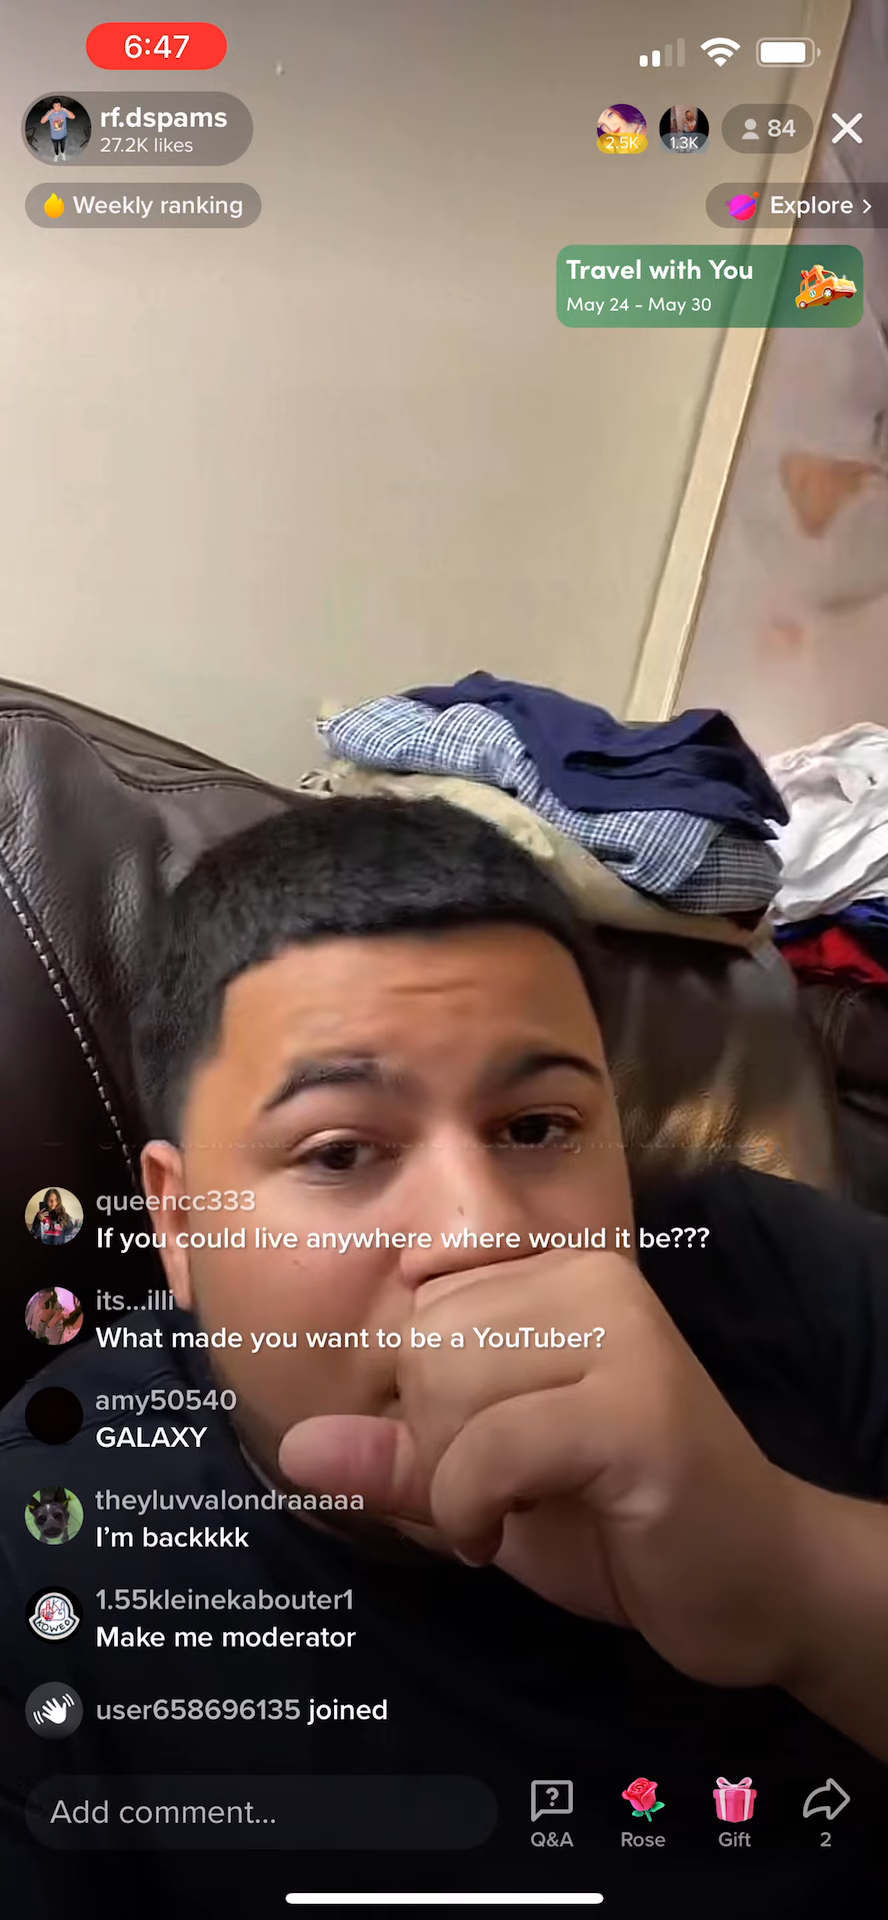 6:47
rf.dspams
27.2K likes
2.5K
1.3K
84
Weekly ranking
Explore >
Travel with You
May 24 - May 30
queencc333
If you could live anywhere where would it be???
its...illi
What made you want to be a YouTuber?
amy50540
GALAXY
theyluvvalondraaaaa
I'm backkkk
1.55kleinekabouter1
Make me moderator
user658696135 joined
Add comment...
Q&A
Rose
Gift
2